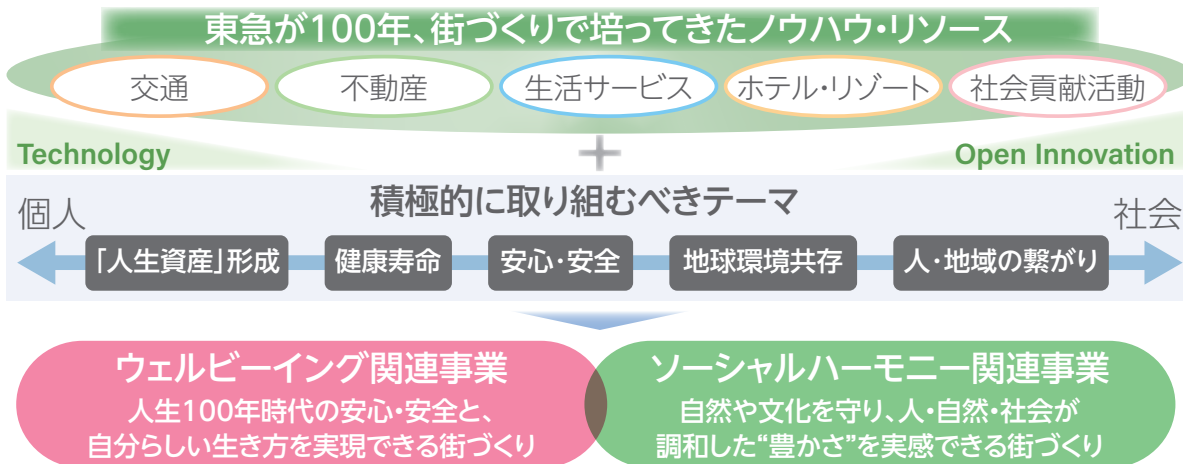 東急が100年、街づくりで培ってきたノウハウ・リソース
交通
不動産
生活サービス
ホテル・リゾート
社会貢献活動
Technology
+
Open Innovation
積極的に取り組むべきテーマ
個人
社会
「人生資産」形成
健康寿命
安心・安全
地球環境共存
人・地域の繋がり
ウェルビーイング関連事業
人生100年時代の安心・安全と、
自分らしい生き方を実現できる街づくり
ソーシャルハーモニー関連事業
自然や文化を守り、人・自然・社会が
調和した“豊かさ”を実感できる街づくり